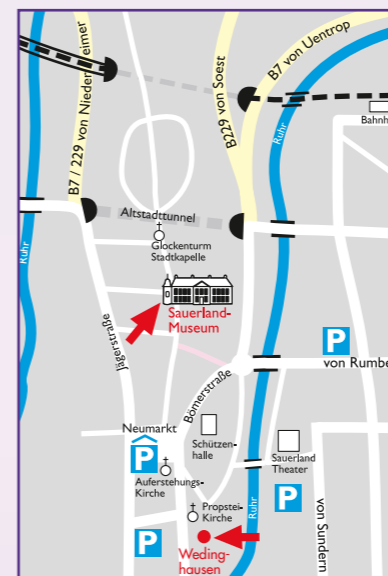 B7 / 229 von Niedereimer
B229 von Soest
B7 von Uentrop
Ruhr
Bahnh
Ruhr
Altstadttunnel
Glockenturm
Stadtkapelle
Sauerland-
Museum
Jägerstraße
P
von Rumbe
Bömerstraße
Neumarkt
P
Schützen-
halle
Sauerland
Theater
Auferstehungs-
Kirche
P
von Sundern
Propstei-
Kirche
Ruhr
P
Weding-
hausen